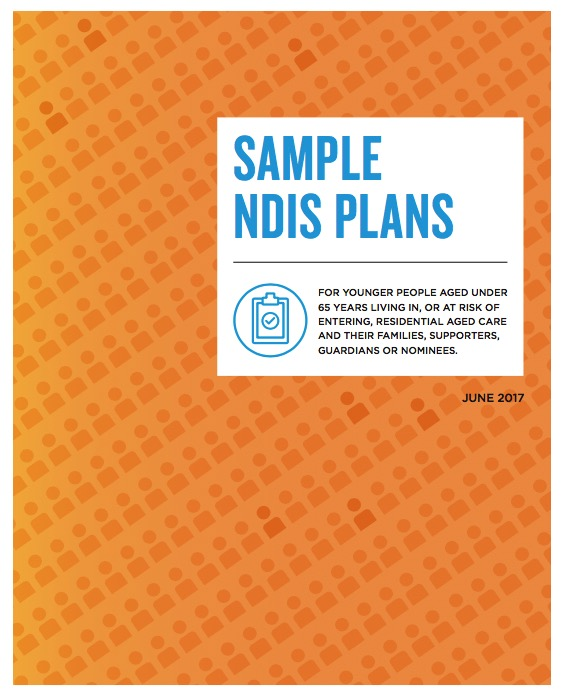 SAMPLE
NDIS PLANS
FOR YOUNGER PEOPLE AGED UNDER
65 YEARS LIVING IN, OR AT RISK OF
ENTERING, RESIDENTIAL AGED CARE
AND THEIR FAMILIES, SUPPORTERS,
GUARDIANS OR NOMINEES.
JUNE 2017